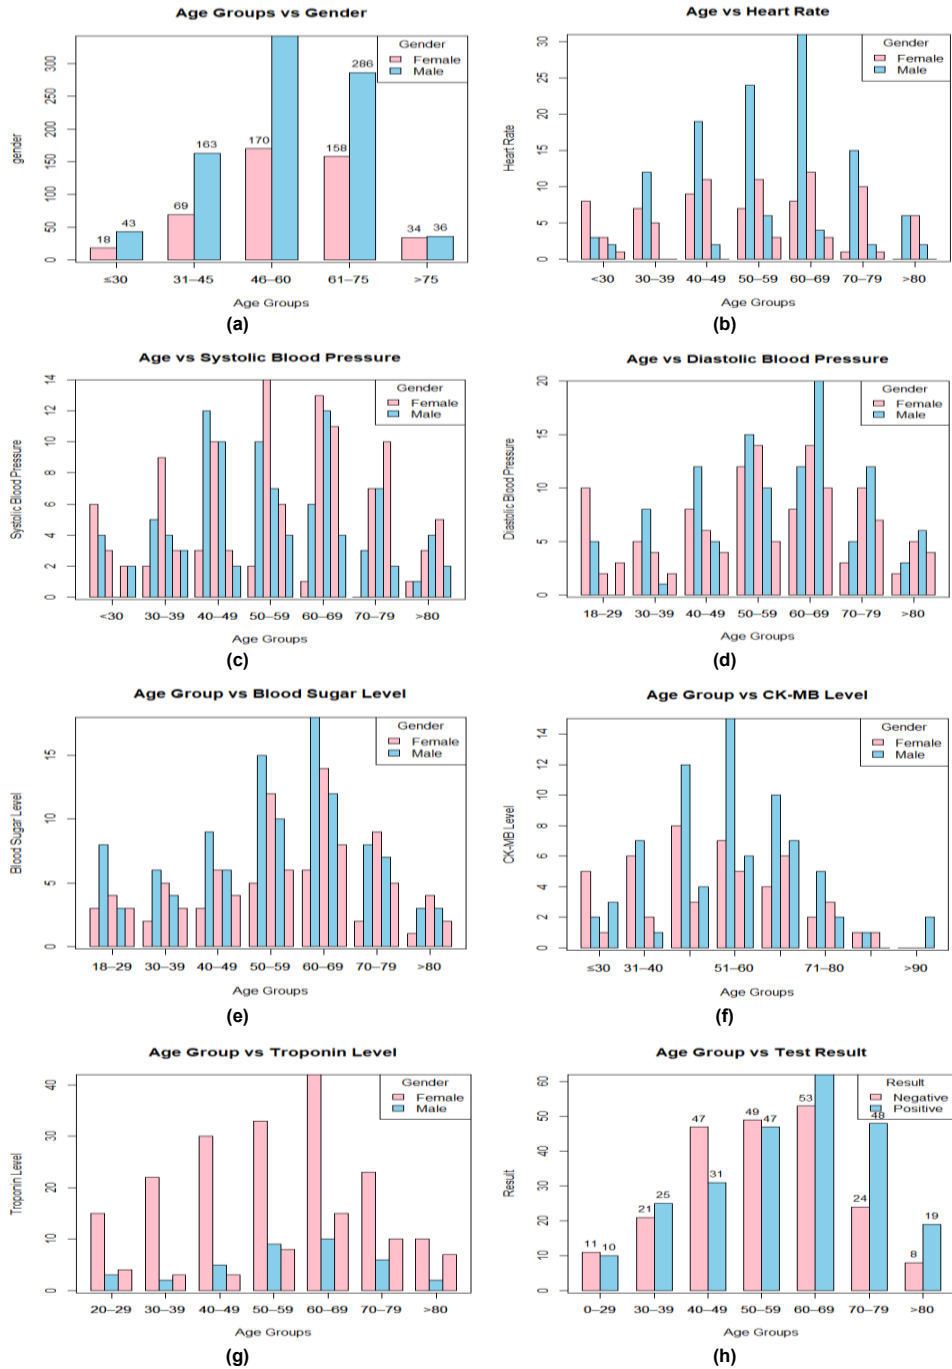 Age Groups vs Gender
gender
0 50 100 150 200 250 300
18 43 69 163 170 158 286 34 36
Gender
Female
Male
≤30 31–45 46–60 61–75 >75
Age Groups
(a)
Age vs Heart Rate
Heart Rate
0 5 10 15 20 25 30
Gender
Female
Male
<30 30–39 40–49 50–59 60–69 70–79 >80
Age Groups
(b)
Age vs Systolic Blood Pressure
Systolic Blood Pressure
0 2 4 6 8 10 12 14
Gender
Female
Male
<30 30–39 40–49 50–59 60–69 70–79 >80
Age Groups
(c)
Age vs Diastolic Blood Pressure
Diastolic Blood Pressure
0 5 10 15 20
Gender
Female
Male
18–29 30–39 40–49 50–59 60–69 70–79 >80
Age Groups
(d)
Age Group vs Blood Sugar Level
Blood Sugar Level
0 5 10 15
Gender
Female
Male
18–29 30–39 40–49 50–59 60–69 70–79 >80
Age Groups
(e)
Age Group vs CK-MB Level
CK-MB Level
0 2 4 6 8 10 12 14
Gender
Female
Male
≤30 31–40 51–60 71–80 >90
Age Groups
(f)
Age Group vs Troponin Level
Troponin Level
0 10 20 30 40
Gender
Female
Male
20–29 30–39 40–49 50–59 60–69 70–79 >80
Age Groups
(g)
Age Group vs Test Result
Result
0 10 20 30 40 50 60
11 10 21 25 47 31 49 47 53 24 48 8 19
Result
Negative
Positive
0–29 30–39 40–49 50–59 60–69 70–79 >80
Age Groups
(h)